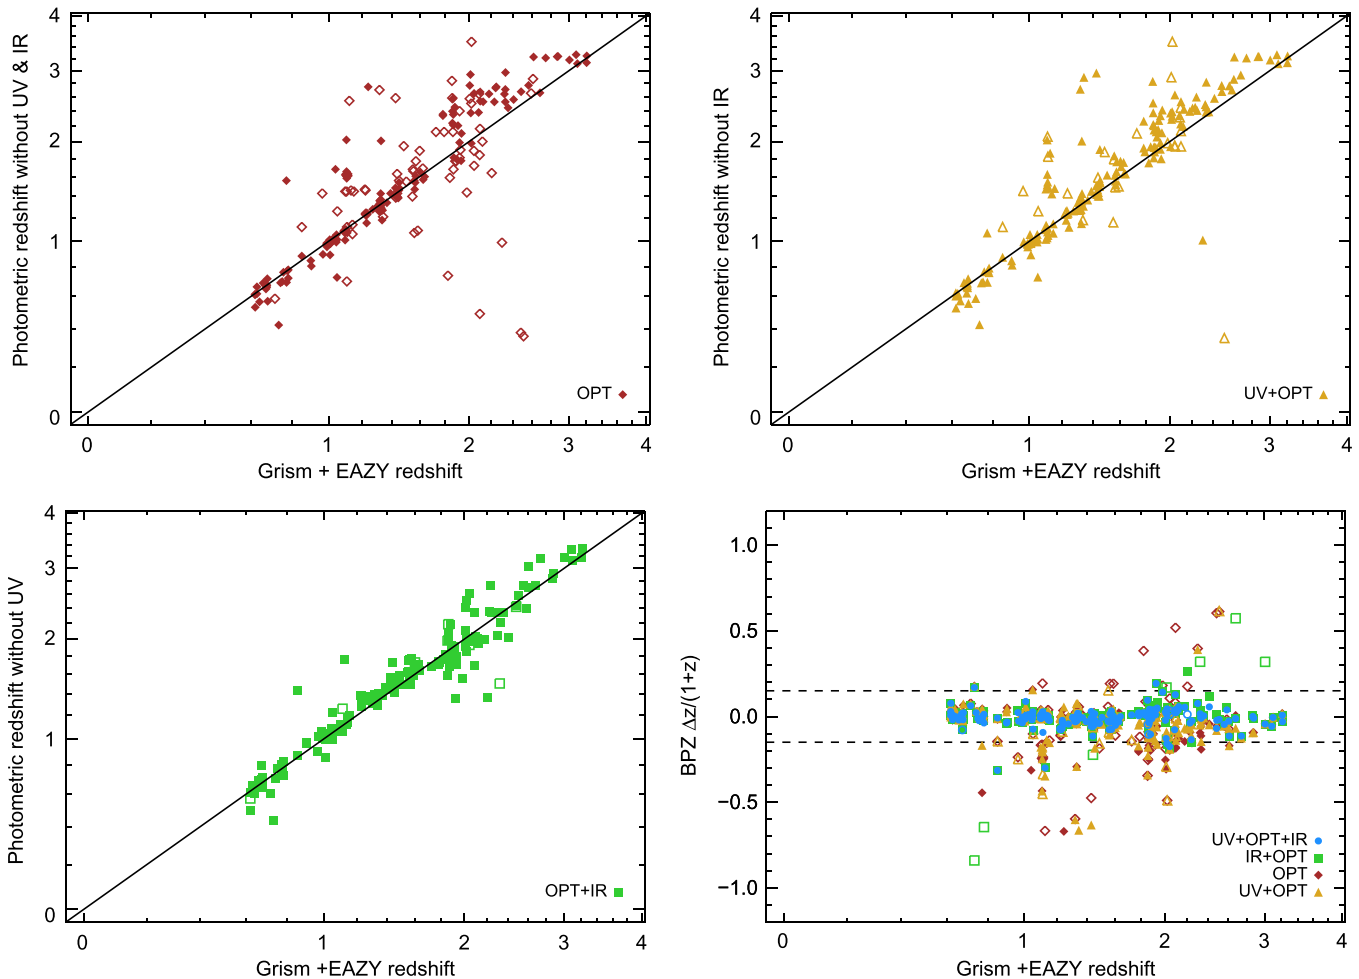 Photometric redshift without UV & IR
4
3
2
1
0
OPT
0 1 2 3 4
Grism + EAZY redshift
Photometric redshift without IR
4
3
2
1
0
UV+OPT
0 1 2 3 4
Grism +EAZY redshift
Photometric redshift without UV
4
3
2
1
0
OPT+IR
0 1 2 3 4
Grism +EAZY redshift
BPZ Δz/(1+z)
1.0
0.5
0.0
−0.5
−1.0
UV+OPT+IR
IR+OPT
OPT
UV+OPT
0 1 2 3 4
Grism +EAZY redshift